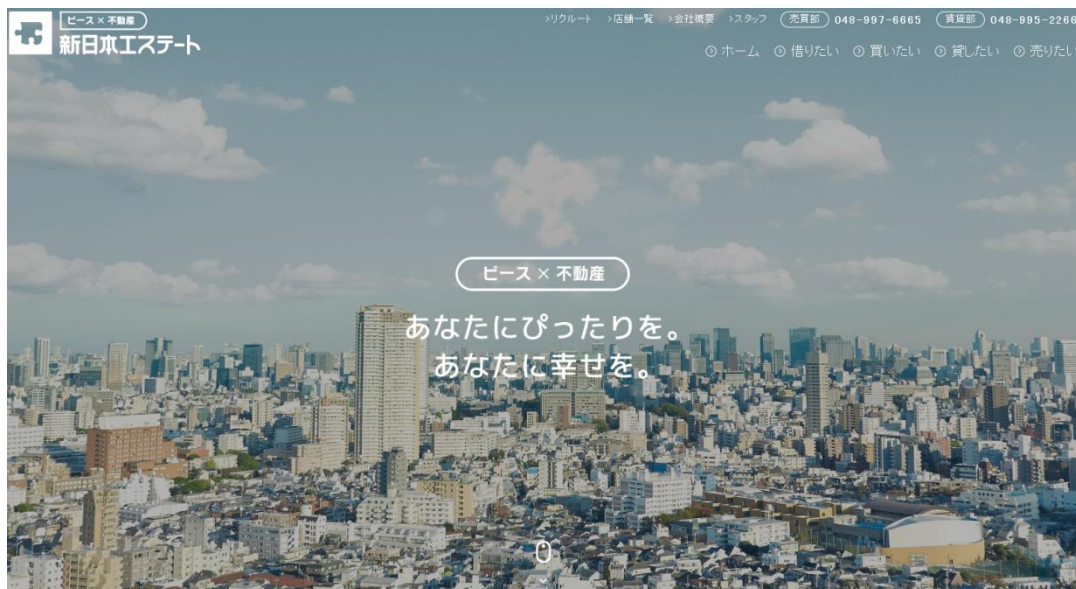 ピース×不動産
新日本エステート
>リクルート >店舗一覧 >会社概要 >スタッフ 売買部 048-997-6665 賃貸部 048-995-2266
ホーム 借りたい 買いたい 貸したい 売りたい
ピース×不動産
あなたにぴったりを。
あなたに幸せを。